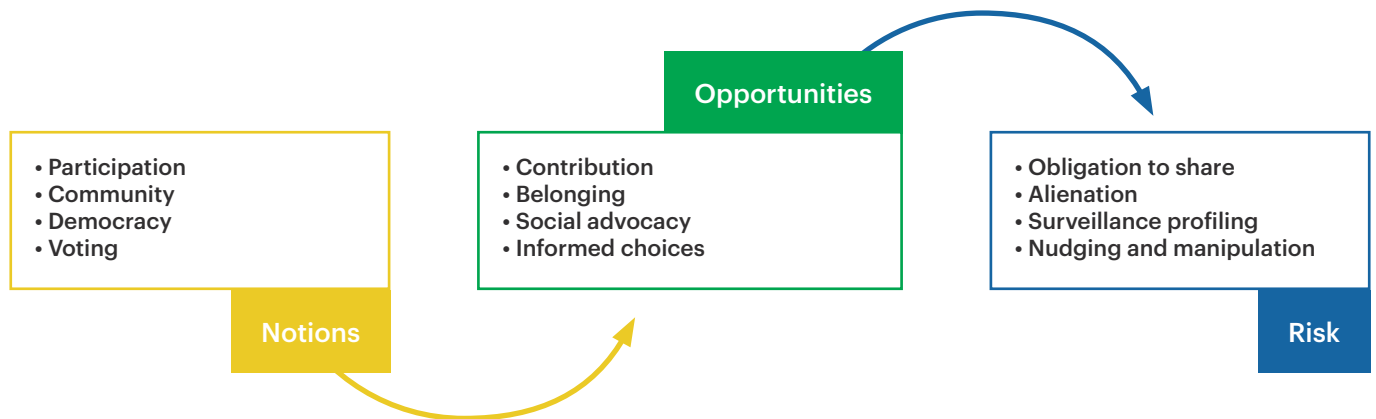 Opportunities
• Participation
• Community
• Democracy
• Voting
Notions
• Contribution
• Belonging
• Social advocacy
• Informed choices
• Obligation to share
• Alienation
• Surveillance profiling
• Nudging and manipulation
Risk